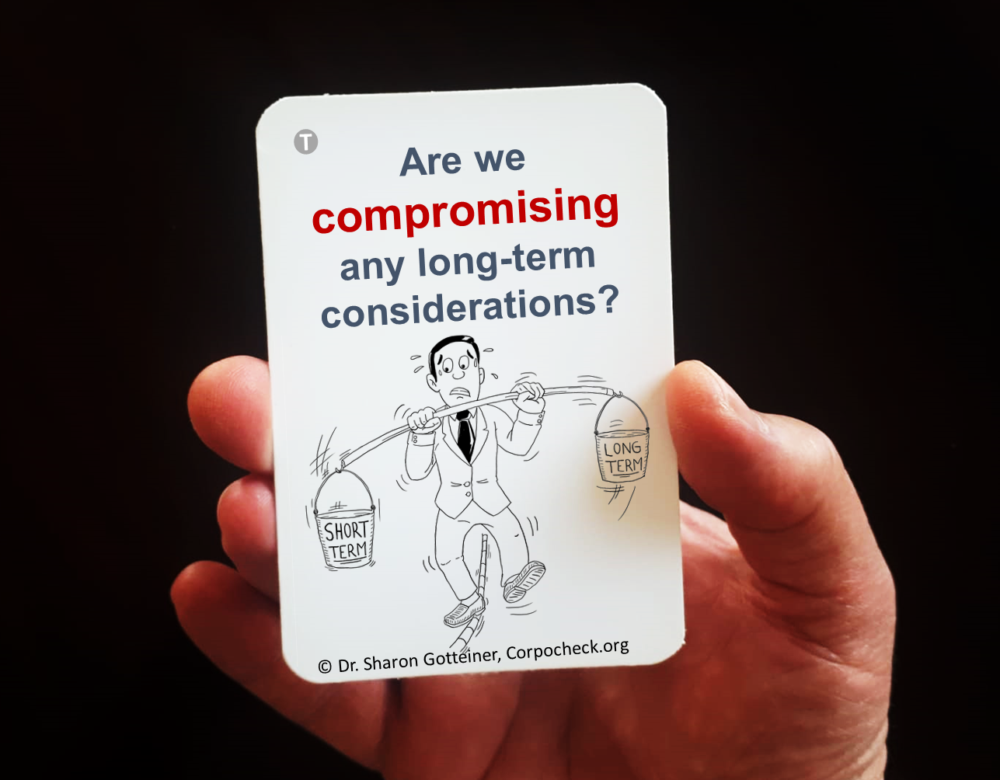 T
Are we
compromising
any long-term
considerations?
LONG
TERM
SHORT
TERM
© Dr. Sharon Gotteiner, Corpocheck.org